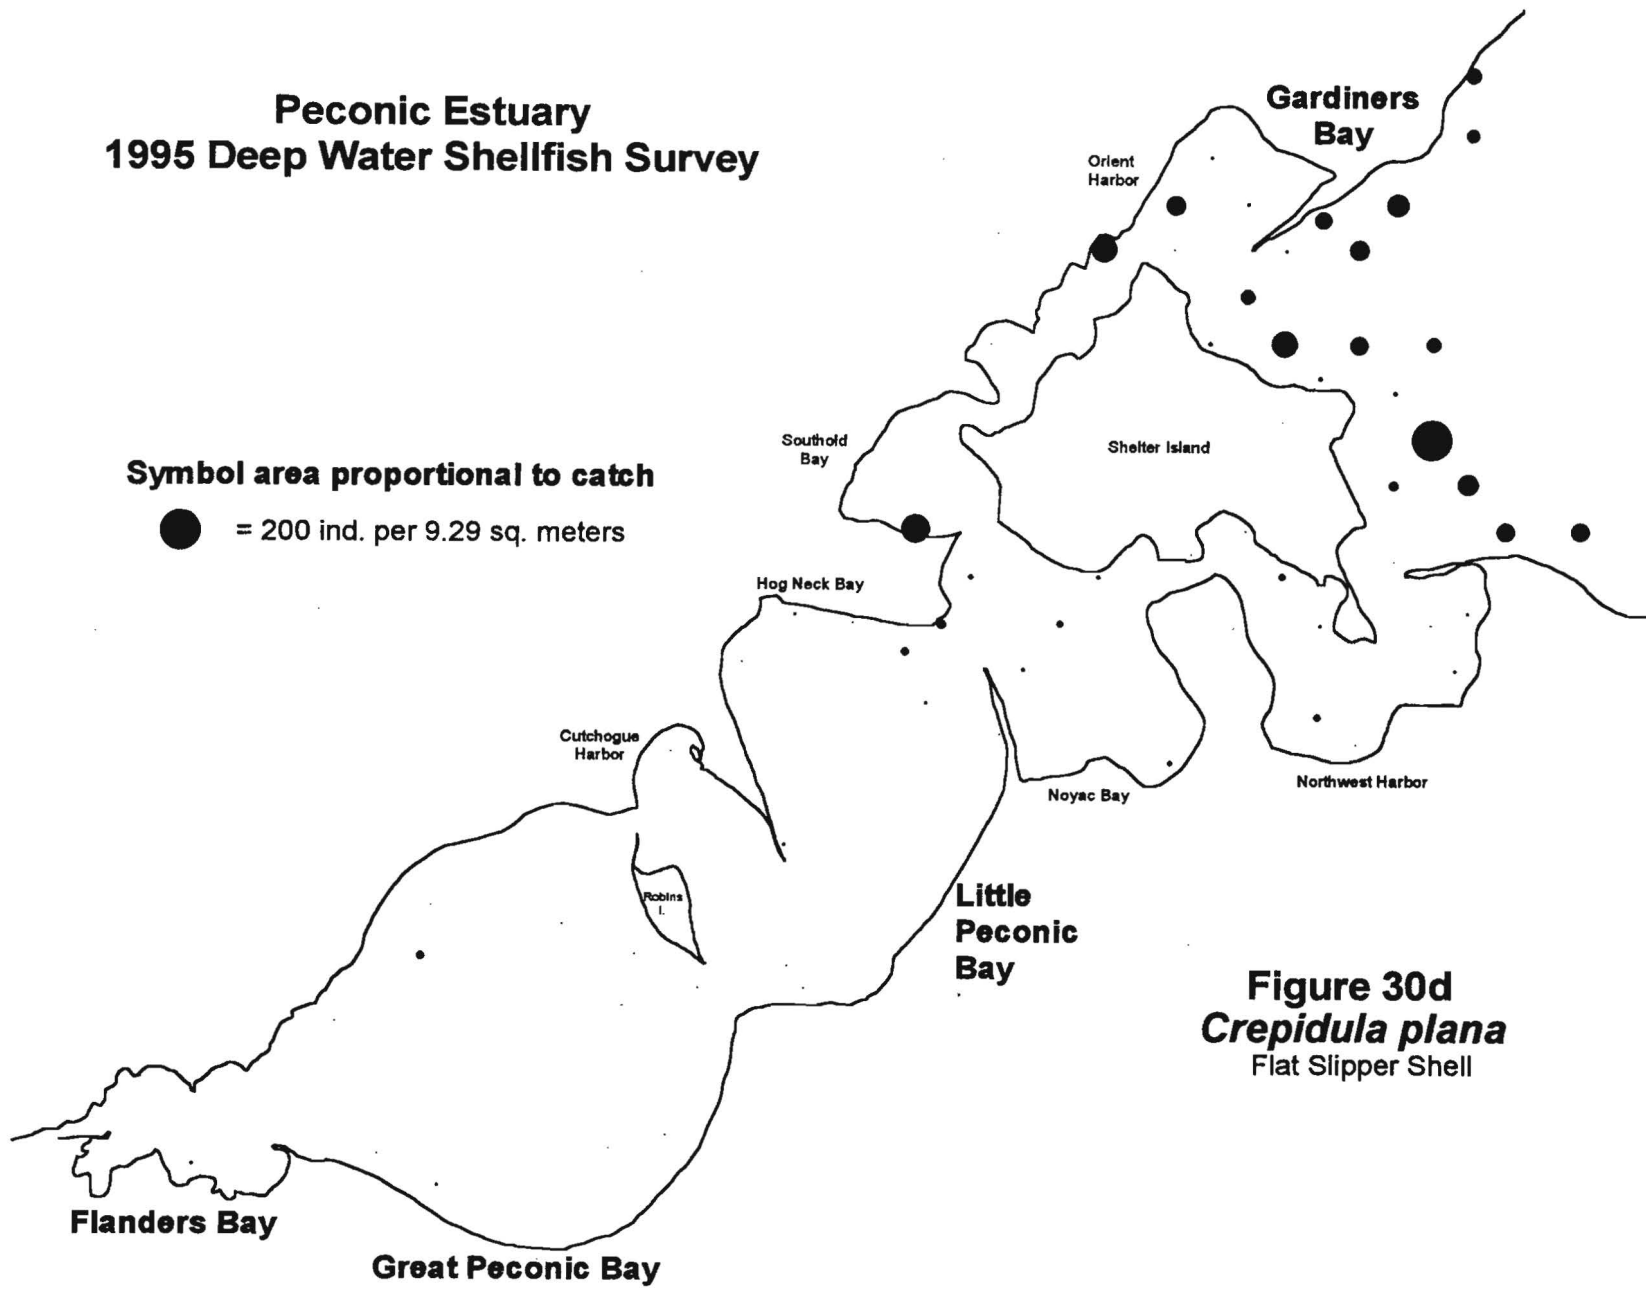 Peconic Estuary
1995 Deep Water Shellfish Survey
Gardiners
Bay
Orient
Harbor
Southold
Bay
Shelter Island
Symbol area proportional to catch
= 200 ind. per 9.29 sq. meters
Hog Neck Bay
Cutchogue
Harbor
Noyac Bay
Northwest Harbor
Robins
I.
Little
Peconic
Bay
Figure 30d
Crepidula plana
Flat Slipper Shell
Flanders Bay
Great Peconic Bay